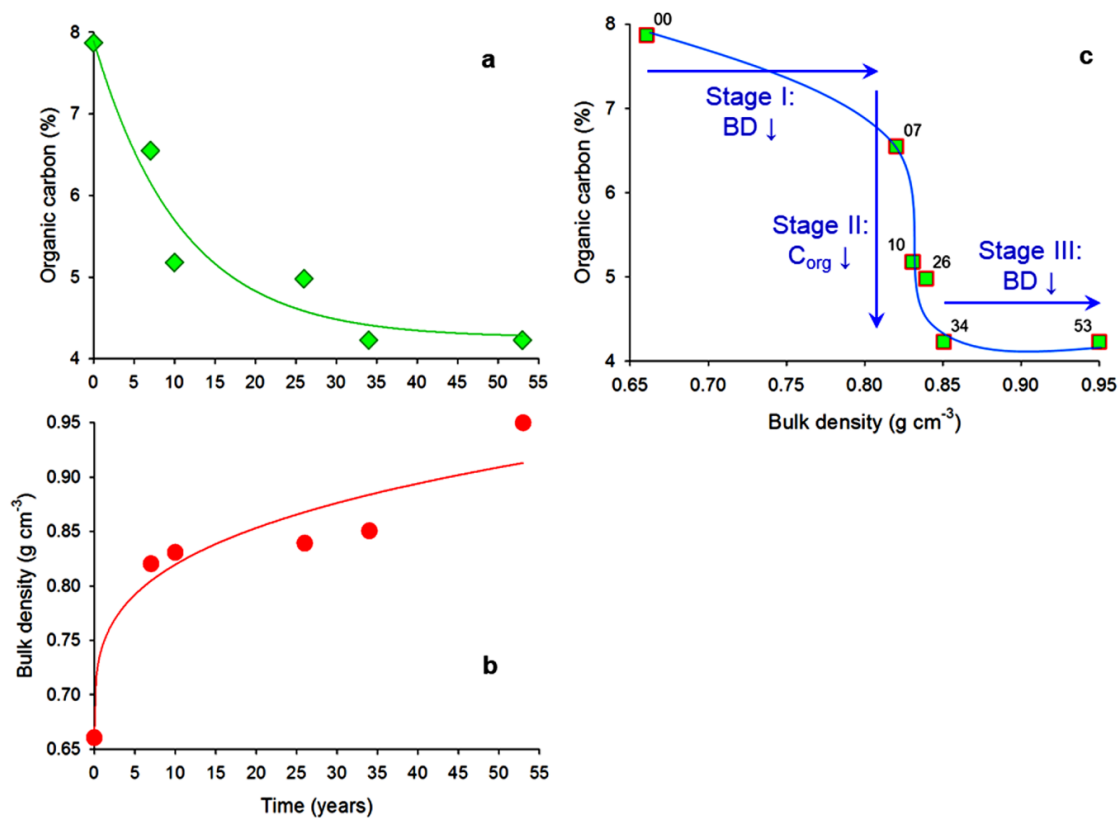 a
Organic carbon (%)
8
7
6
5
4
0 5 10 15 20 25 30 35 40 45 50 55
b
Bulk density (g cm⁻³)
0.95
0.90
0.85
0.80
0.75
0.70
0.65
0 5 10 15 20 25 30 35 40 45 50 55
Time (years)
c
Organic carbon (%)
8
7
6
5
4
00
07
10
26
34
53
Stage I:
BD ↓
Stage II:
Corg ↓
Stage III:
BD ↓
0.65 0.70 0.75 0.80 0.85 0.90 0.95
Bulk density (g cm⁻³)